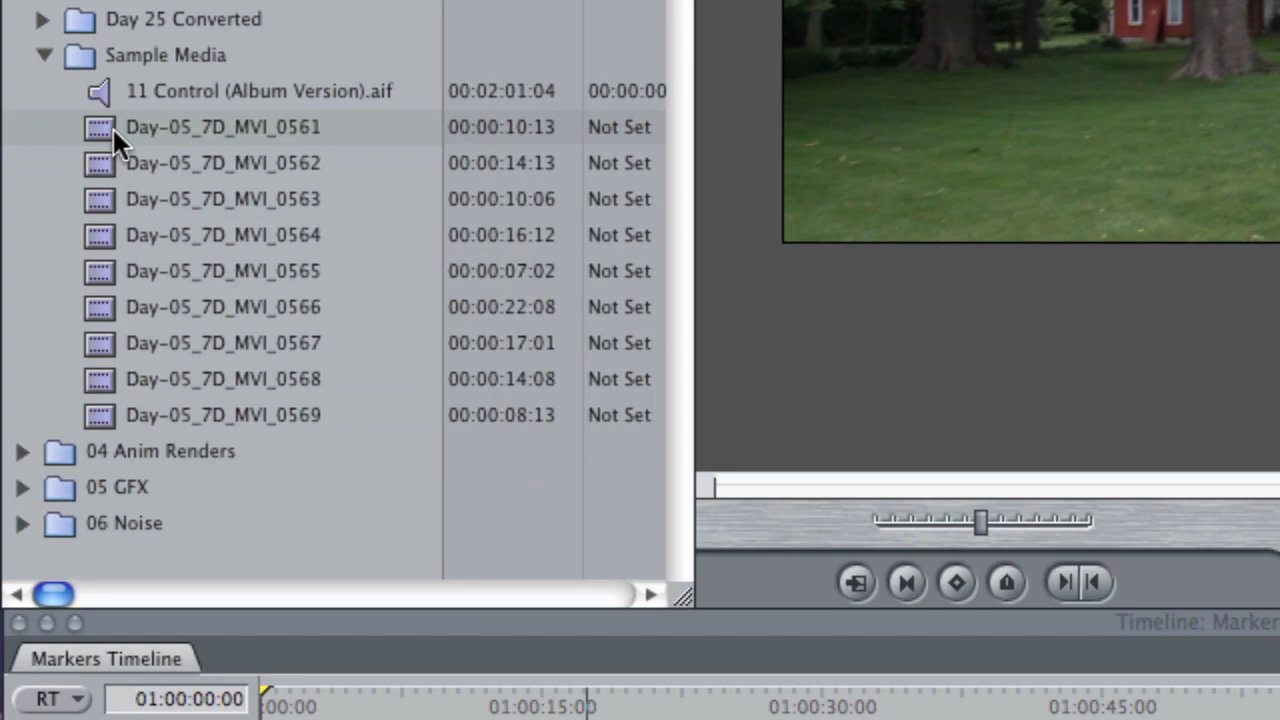 Day 25 Converted
Sample Media
11 Control (Album Version).aif 00:02:01:04 00:00:00
Day-05_7D_MVI_0561 00:00:10:13 Not Set
Day-05_7D_MVI_0562 00:00:14:13 Not Set
Day-05_7D_MVI_0563 00:00:10:06 Not Set
Day-05_7D_MVI_0564 00:00:16:12 Not Set
Day-05_7D_MVI_0565 00:00:07:02 Not Set
Day-05_7D_MVI_0566 00:00:22:08 Not Set
Day-05_7D_MVI_0567 00:00:17:01 Not Set
Day-05_7D_MVI_0568 00:00:14:08 Not Set
Day-05_7D_MVI_0569 00:00:08:13 Not Set
04 Anim Renders
05 GFX
06 Noise
Timeline: Marker
Markers Timeline
RT 01:00:00:00 :00:00 01:00:15:00 01:00:30:00 01:00:45:00